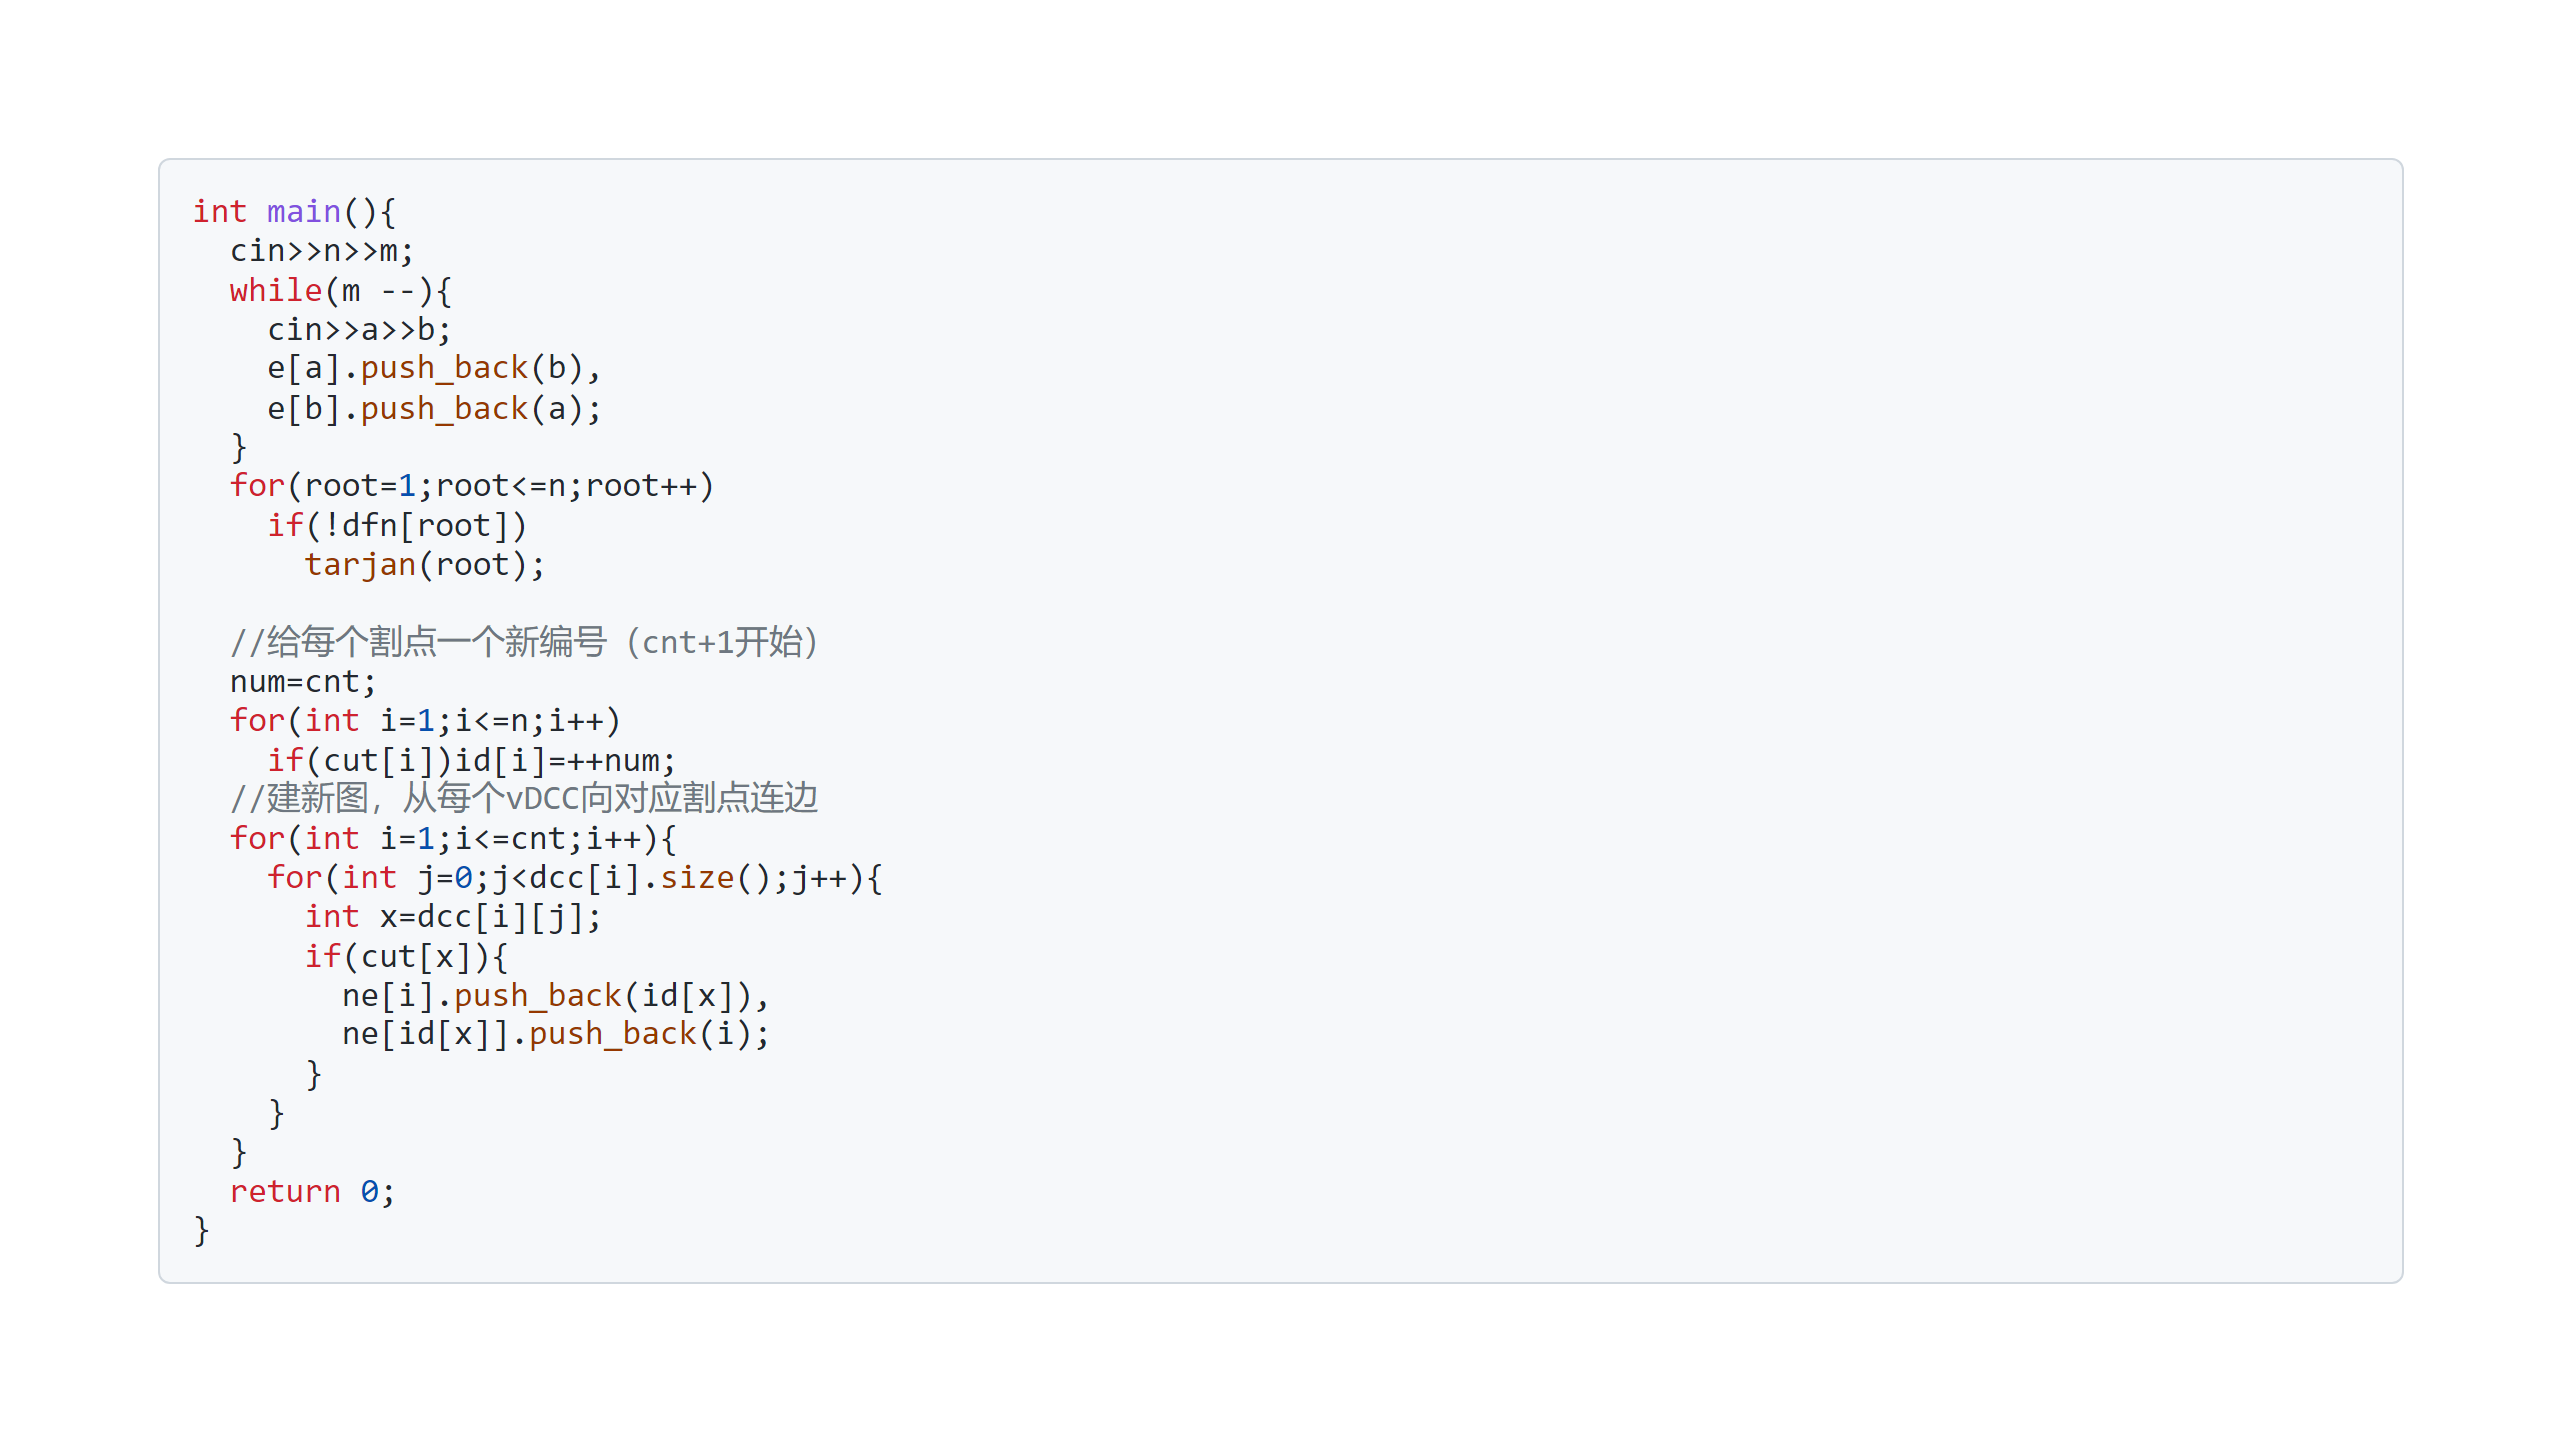 int main(){
  cin>>n>>m;
  while(m --){
    cin>>a>>b;
    e[a].push_back(b),
    e[b].push_back(a);
  }
  for(root=1;root<=n;root++)
    if(!dfn[root])
      tarjan(root);

  //给每个割点一个新编号（cnt+1开始）
  num=cnt;
  for(int i=1;i<=n;i++)
    if(cut[i])id[i]=++num;
  //建新图，从每个vDCC向对应割点连边
  for(int i=1;i<=cnt;i++){
    for(int j=0;j<dcc[i].size();j++){
      int x=dcc[i][j];
      if(cut[x]){
        ne[i].push_back(id[x]),
        ne[id[x]].push_back(i);
      }
    }
  }
  return 0;
}